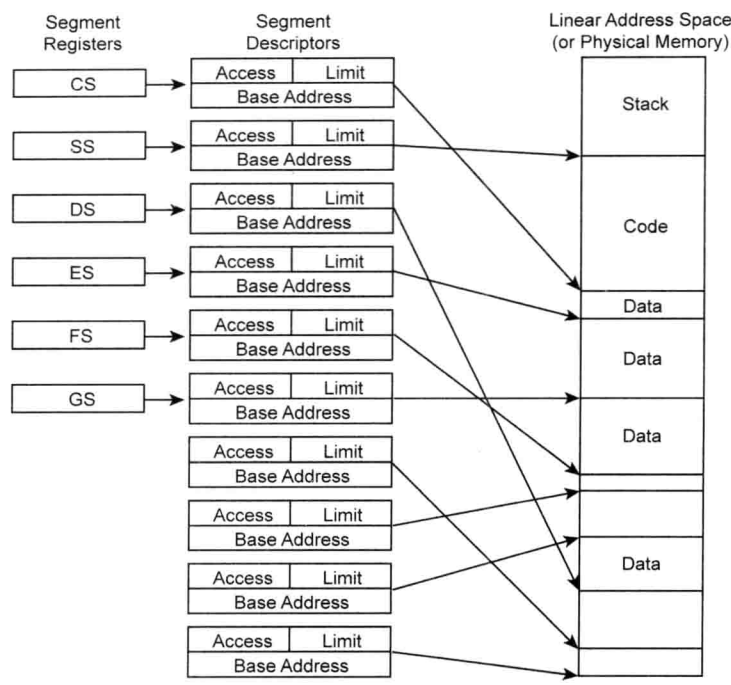 Segment
Registers
Segment
Descriptors
Linear Address Space
(or Physical Memory)
CS
Access Limit
Base Address
Stack
SS
Access Limit
Base Address
DS
Access Limit
Base Address
Code
ES
Access Limit
Base Address
Data
FS
Access Limit
Base Address
Data
GS
Access Limit
Base Address
Data
Access Limit
Base Address
Access Limit
Base Address
Access Limit
Base Address
Data
Access Limit
Base Address